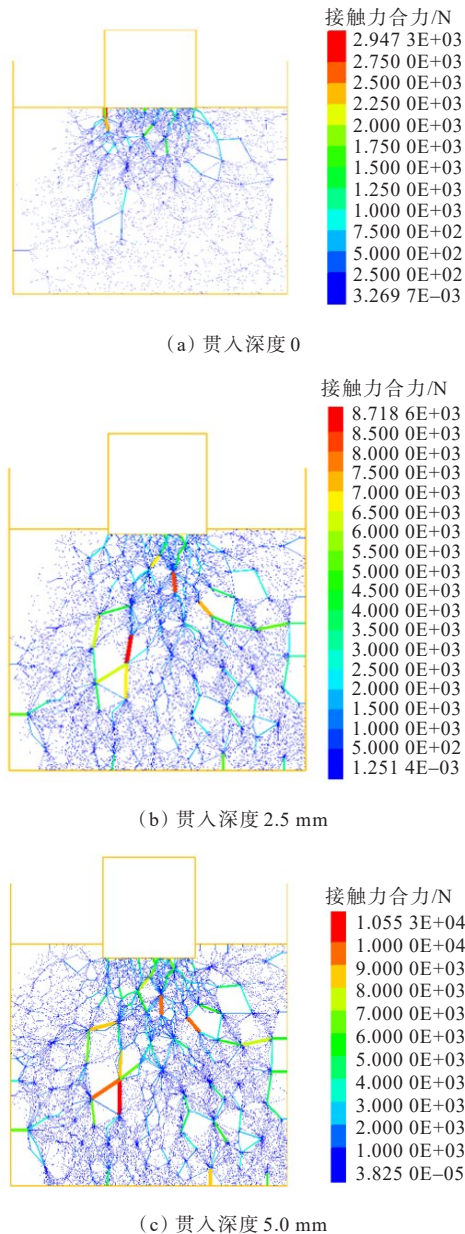 接触力合力/N
2.947 3E+03
2.750 0E+03
2.500 0E+03
2.250 0E+03
2.000 0E+03
1.750 0E+03
1.500 0E+03
1.250 0E+03
1.000 0E+03
7.500 0E+02
5.000 0E+02
2.500 0E+02
3.269 7E−03
（a）贯入深度 0
接触力合力/N
8.718 6E+03
8.500 0E+03
8.000 0E+03
7.500 0E+03
7.000 0E+03
6.500 0E+03
6.000 0E+03
5.500 0E+03
5.000 0E+03
4.500 0E+03
4.000 0E+03
3.500 0E+03
3.000 0E+03
2.500 0E+03
2.000 0E+03
1.500 0E+03
1.000 0E+03
5.000 0E+02
1.251 4E−03
（b）贯入深度 2.5 mm
接触力合力/N
1.055 3E+04
1.000 0E+04
9.000 0E+03
8.000 0E+03
7.000 0E+03
6.000 0E+03
5.000 0E+03
4.000 0E+03
3.000 0E+03
2.000 0E+03
1.000 0E+03
3.825 0E−05
（c）贯入深度 5.0 mm